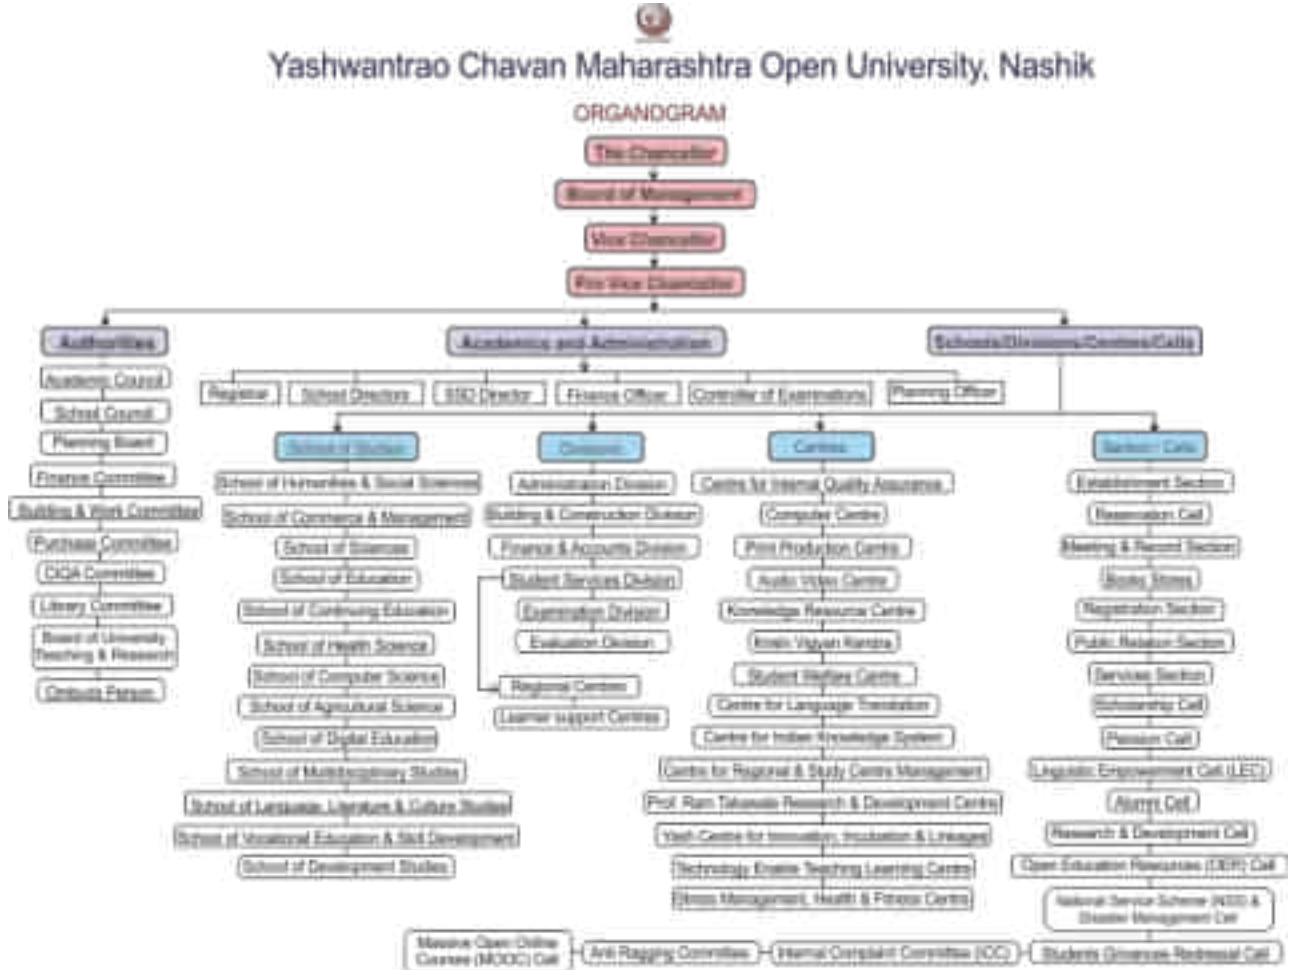 Yashwantrao Chavan Maharashtra Open University, Nashik
ORGANOGRAM
The Chancellor
Board of Management
Vice Chancellor
Pro Vice Chancellor
Authorities
Academics and Administration
Schools/Divisions/Centres/Cells
Academic Council
School Council
Planning Board
Finance Committee
Building & Work Committee
Purchase Committee
CIQA Committee
Library Committee
Board of University
Teaching & Research
Ombuds Person
Registrar
School Directors
SSD Director
Finance Officer
Controller of Examinations
Planning Officer
School of Studies
School of Humanities & Social Sciences
School of Commerce & Management
School of Sciences
School of Education
School of Continuing Education
School of Health Science
School of Computer Science
School of Agricultural Science
School of Digital Education
School of Multidisciplinary Studies
School of Language, Literature & Culture Studies
School of Vocational Education & Skill Development
School of Development Studies
Divisions
Administration Division
Building & Construction Division
Finance & Accounts Division
Student Services Division
Examination Division
Evaluation Division
Regional Centres
Learner support Centres
Centres
Centre for Internal Quality Assurance
Computer Centre
Print Production Centre
Audio Video Centre
Knowledge Resource Centre
Krishi Vigyan Kendra
Student Welfare Centre
Centre for Language Translation
Centre for Indian Knowledge System
Centre for Regional & Study Centre Management
Prof. Ram Takawale Research & Development Centre
Yash Centre for Innovation, Incubation & Linkages
Technology Enable Teaching Learning Centre
Stress Management, Health & Fitness Centre
Section/ Cells
Establishment Section
Reservation Cell
Meeting & Record Section
Books Stores
Registration Section
Public Relation Section
Services Section
Scholarship Cell
Pension Cell
Linguistic Empowerment Cell (LEC)
Alumni Cell
Research & Development Cell
Open Education Resources (OER) Cell
National Service Scheme (NSS) &
Disaster Management Cell
Students Grievances Redressal Cell
Internal Complaint Committee (ICC)
Anti Ragging Committee
Massive Open Online
Courses (MOOC) Cell